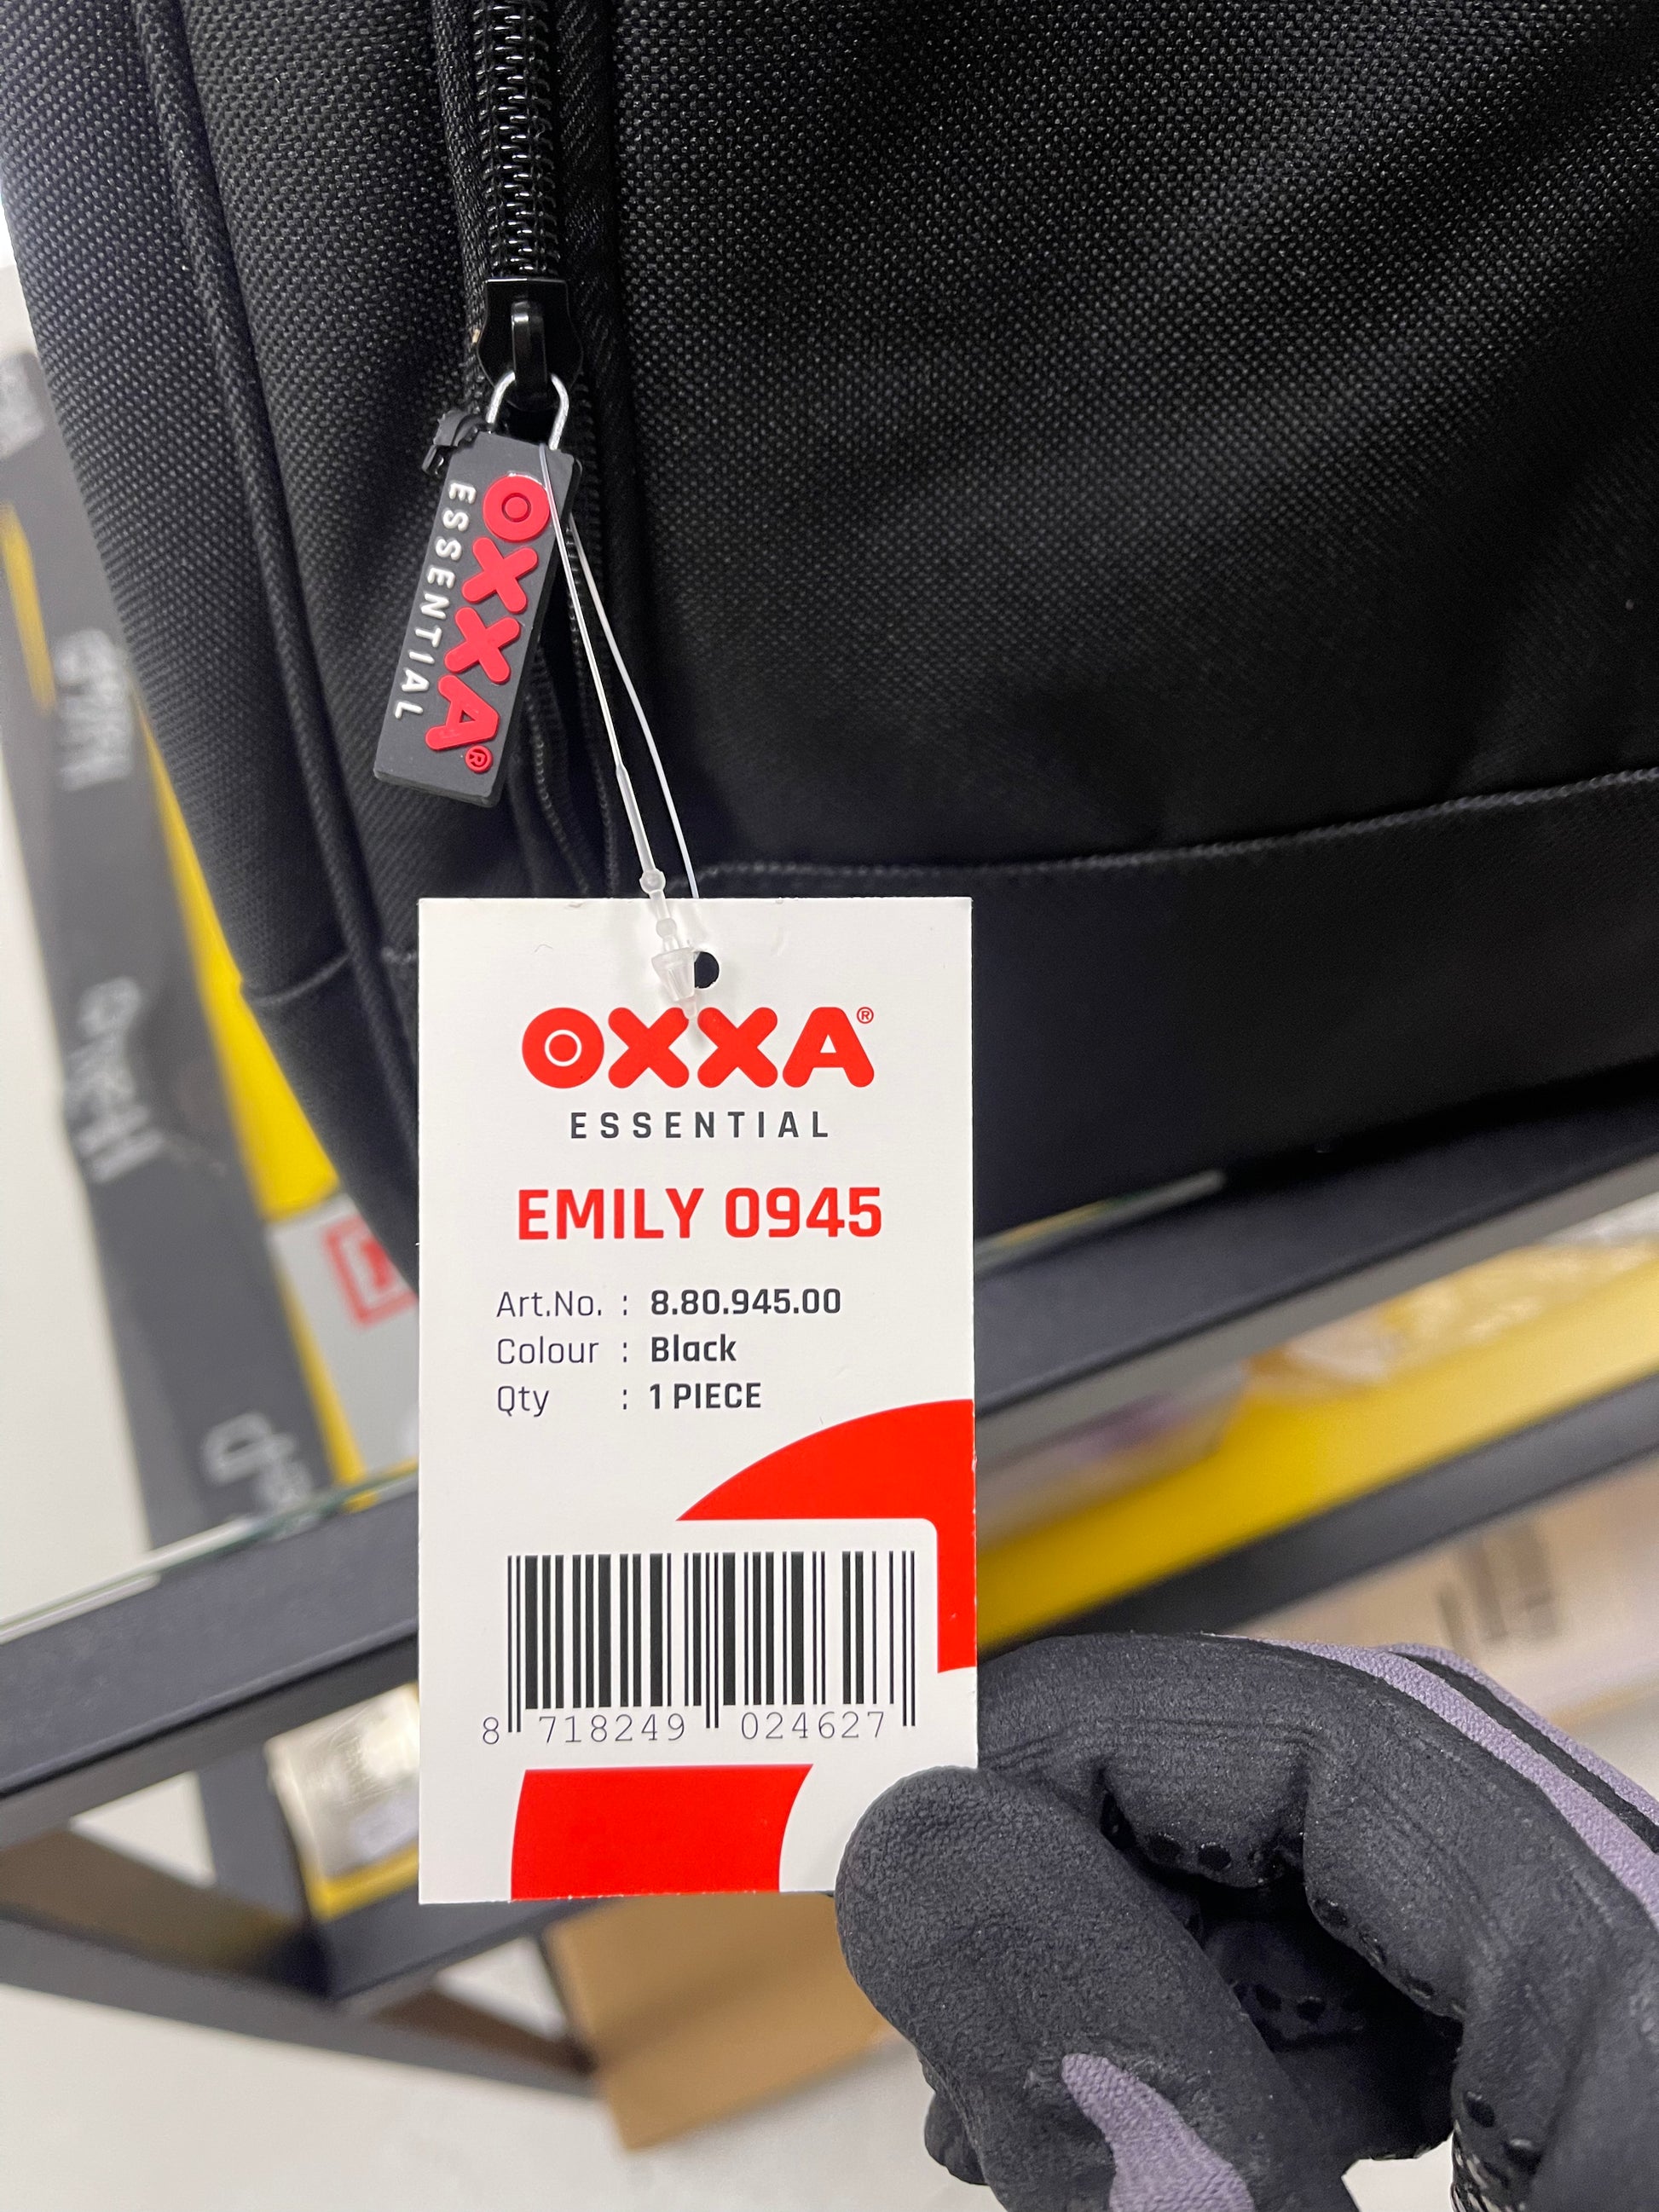 OXXA®
ESSENTIAL
OXXA®
ESSENTIAL
EMILY 0945
Art.No. : 8.80.945.00
Colour : Black
Qty : 1 PIECE
8 718249 024627